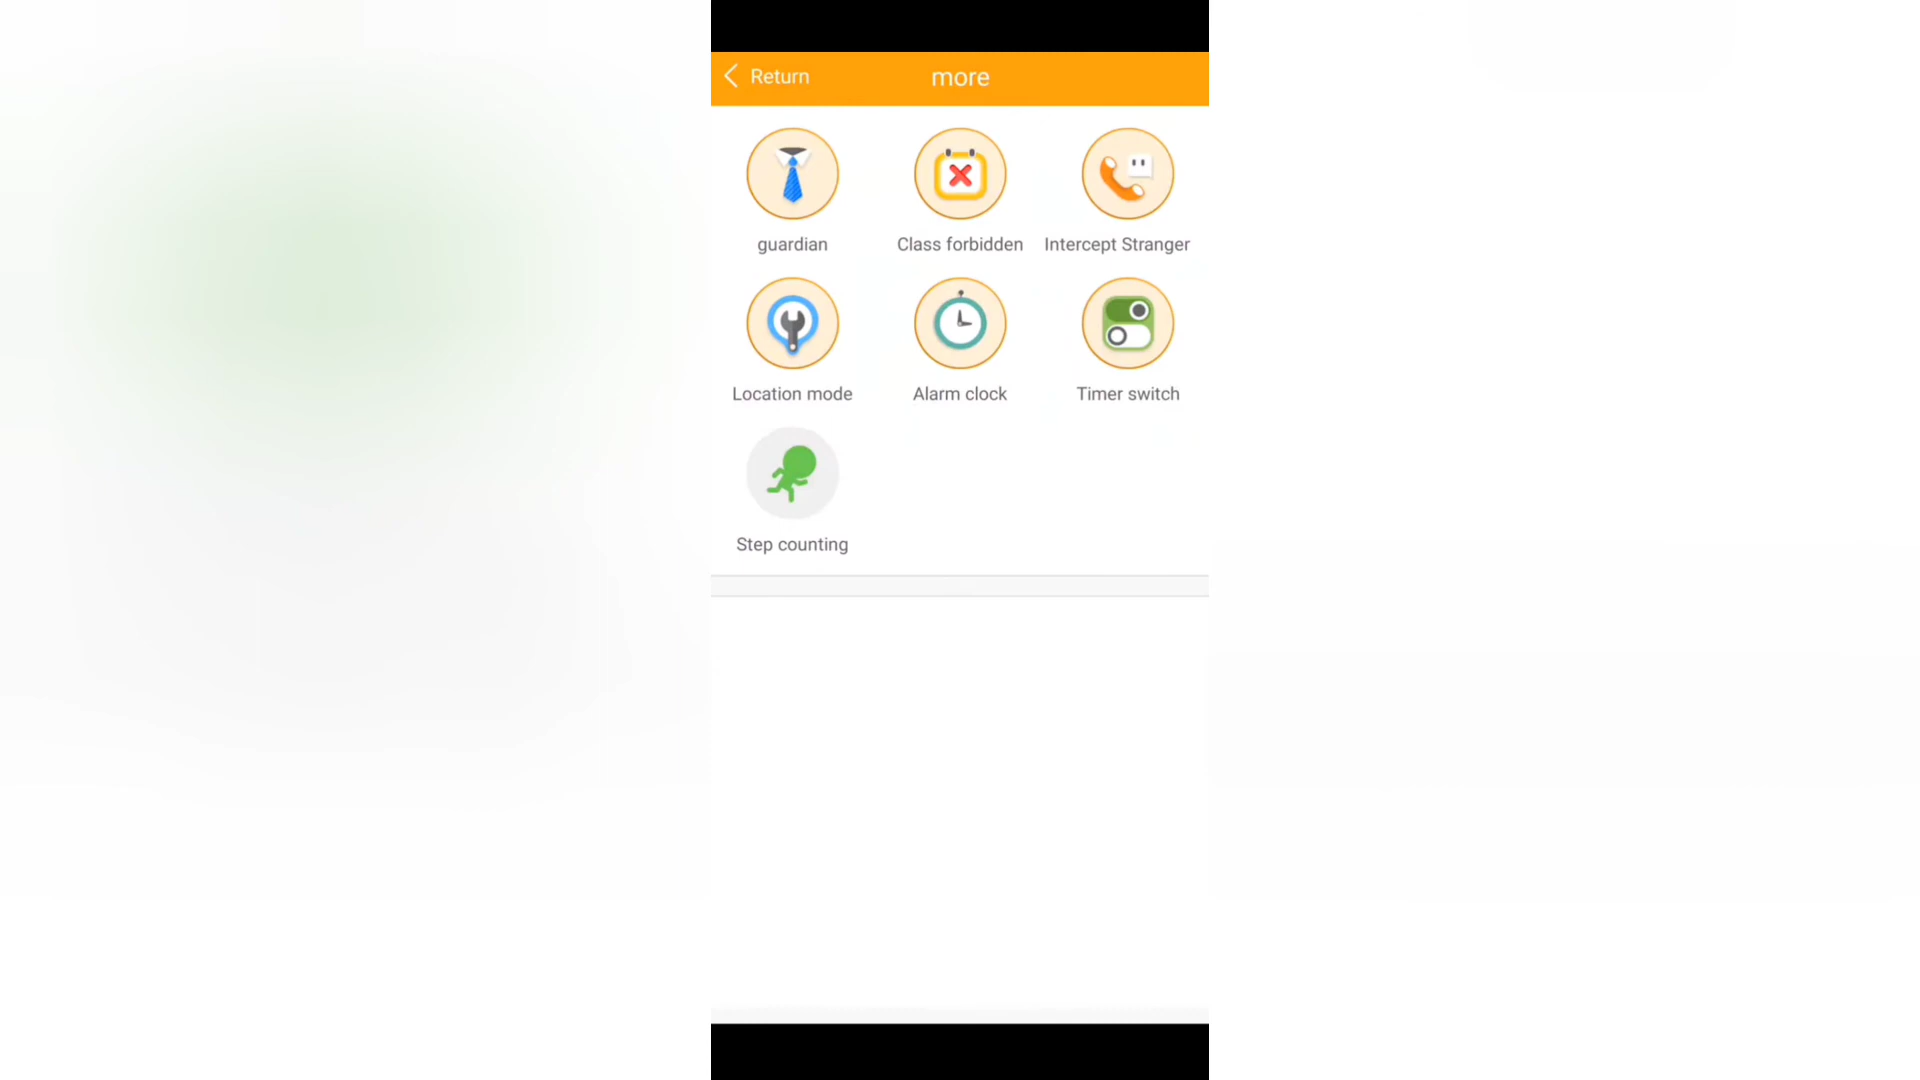 Return more
guardian Class forbidden Intercept Stranger
Location mode Alarm clock Timer switch
Step counting